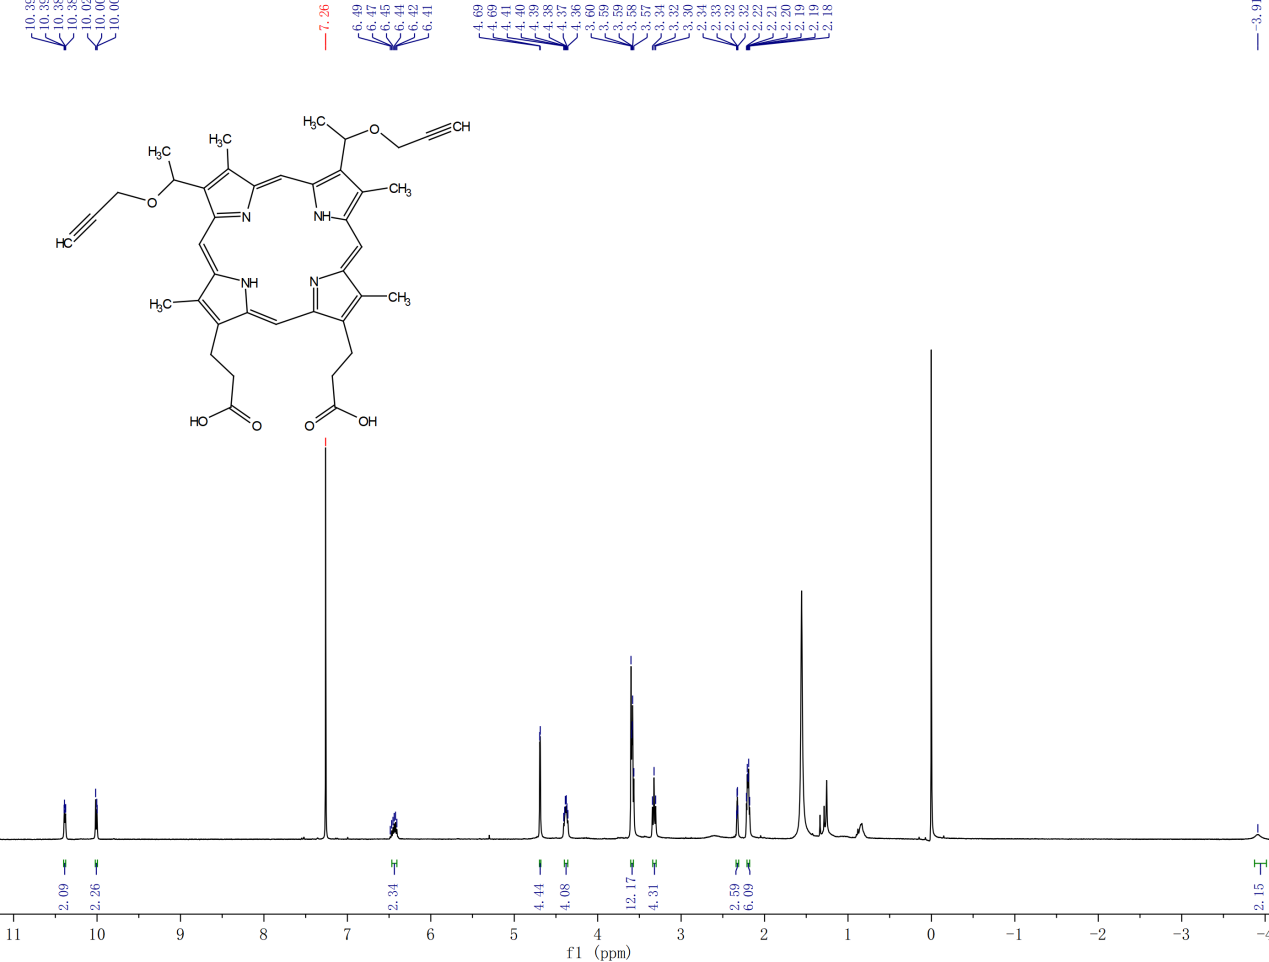 10.39 10.39 10.38 10.38 10.02 10.00 10.00 -7.26 6.49 6.47 6.45 6.44 6.42 6.41 4.69 4.69 4.41 4.40 4.39 4.38 4.37 4.36 3.60 3.59 3.59 3.58 3.57 3.34 3.32 3.30 2.34 2.33 2.32 2.32 2.22 2.21 2.20 2.19 2.19 2.18 -3.91
H3C O CH
H3C
H3C
CH3
O
N NH
HC
N NH
H3C CH3
HO O O OH
2.09 2.26 2.34 4.44 4.08 12.17 4.31 2.59 6.09 2.15
11 10 9 8 7 6 5 4 3 2 1 0 -1 -2 -3 -4
f1 (ppm)